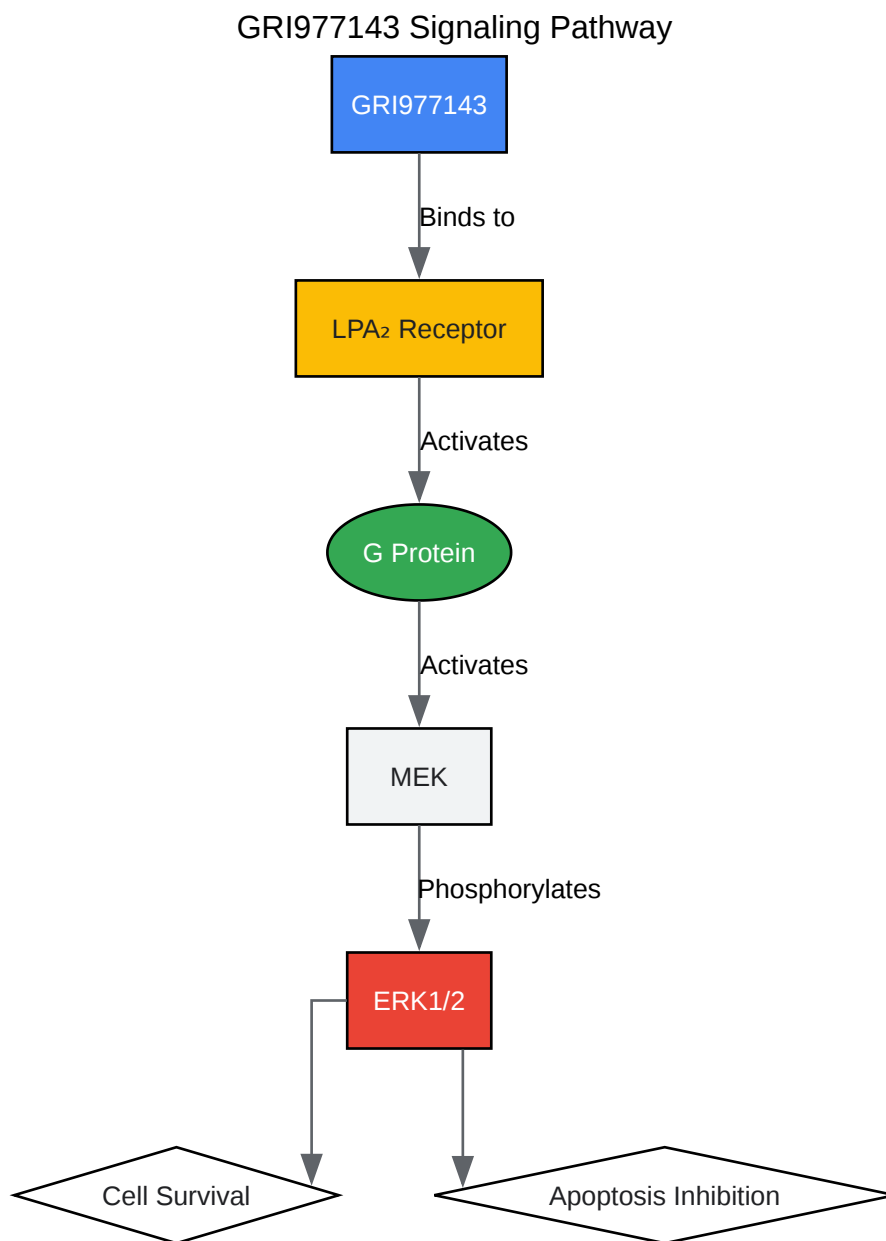 GRI977143 Signaling Pathway
GRI977143
Binds to
LPA₂ Receptor
Activates
G Protein
Activates
MEK
Phosphorylates
ERK1/2
Cell Survival
Apoptosis Inhibition